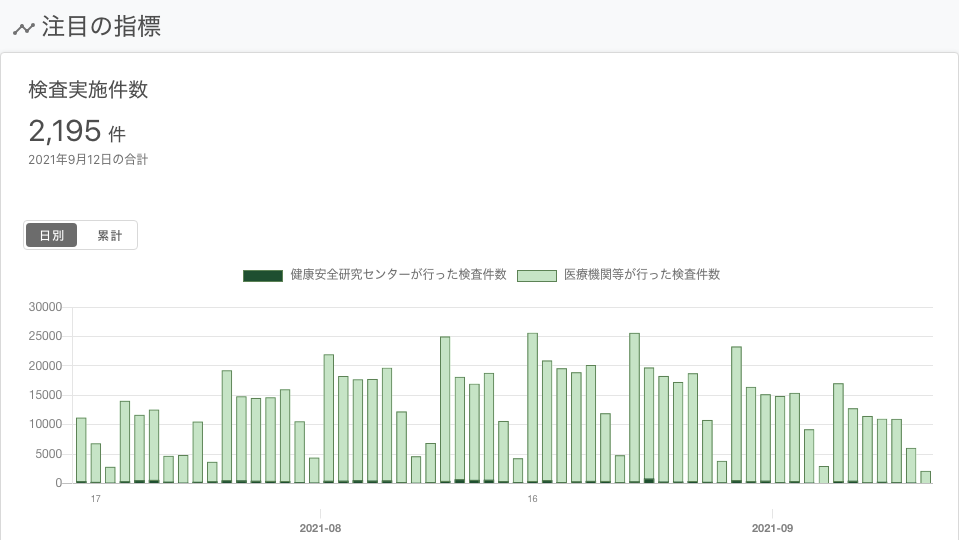 注目の指標
検査実施件数
2,195 件
2021年9月12日の合計
日別 累計
健康安全研究センターが行った検査件数 医療機関等が行った検査件数
30000
25000
20000
15000
10000
5000
0
17 16
2021-08 2021-09